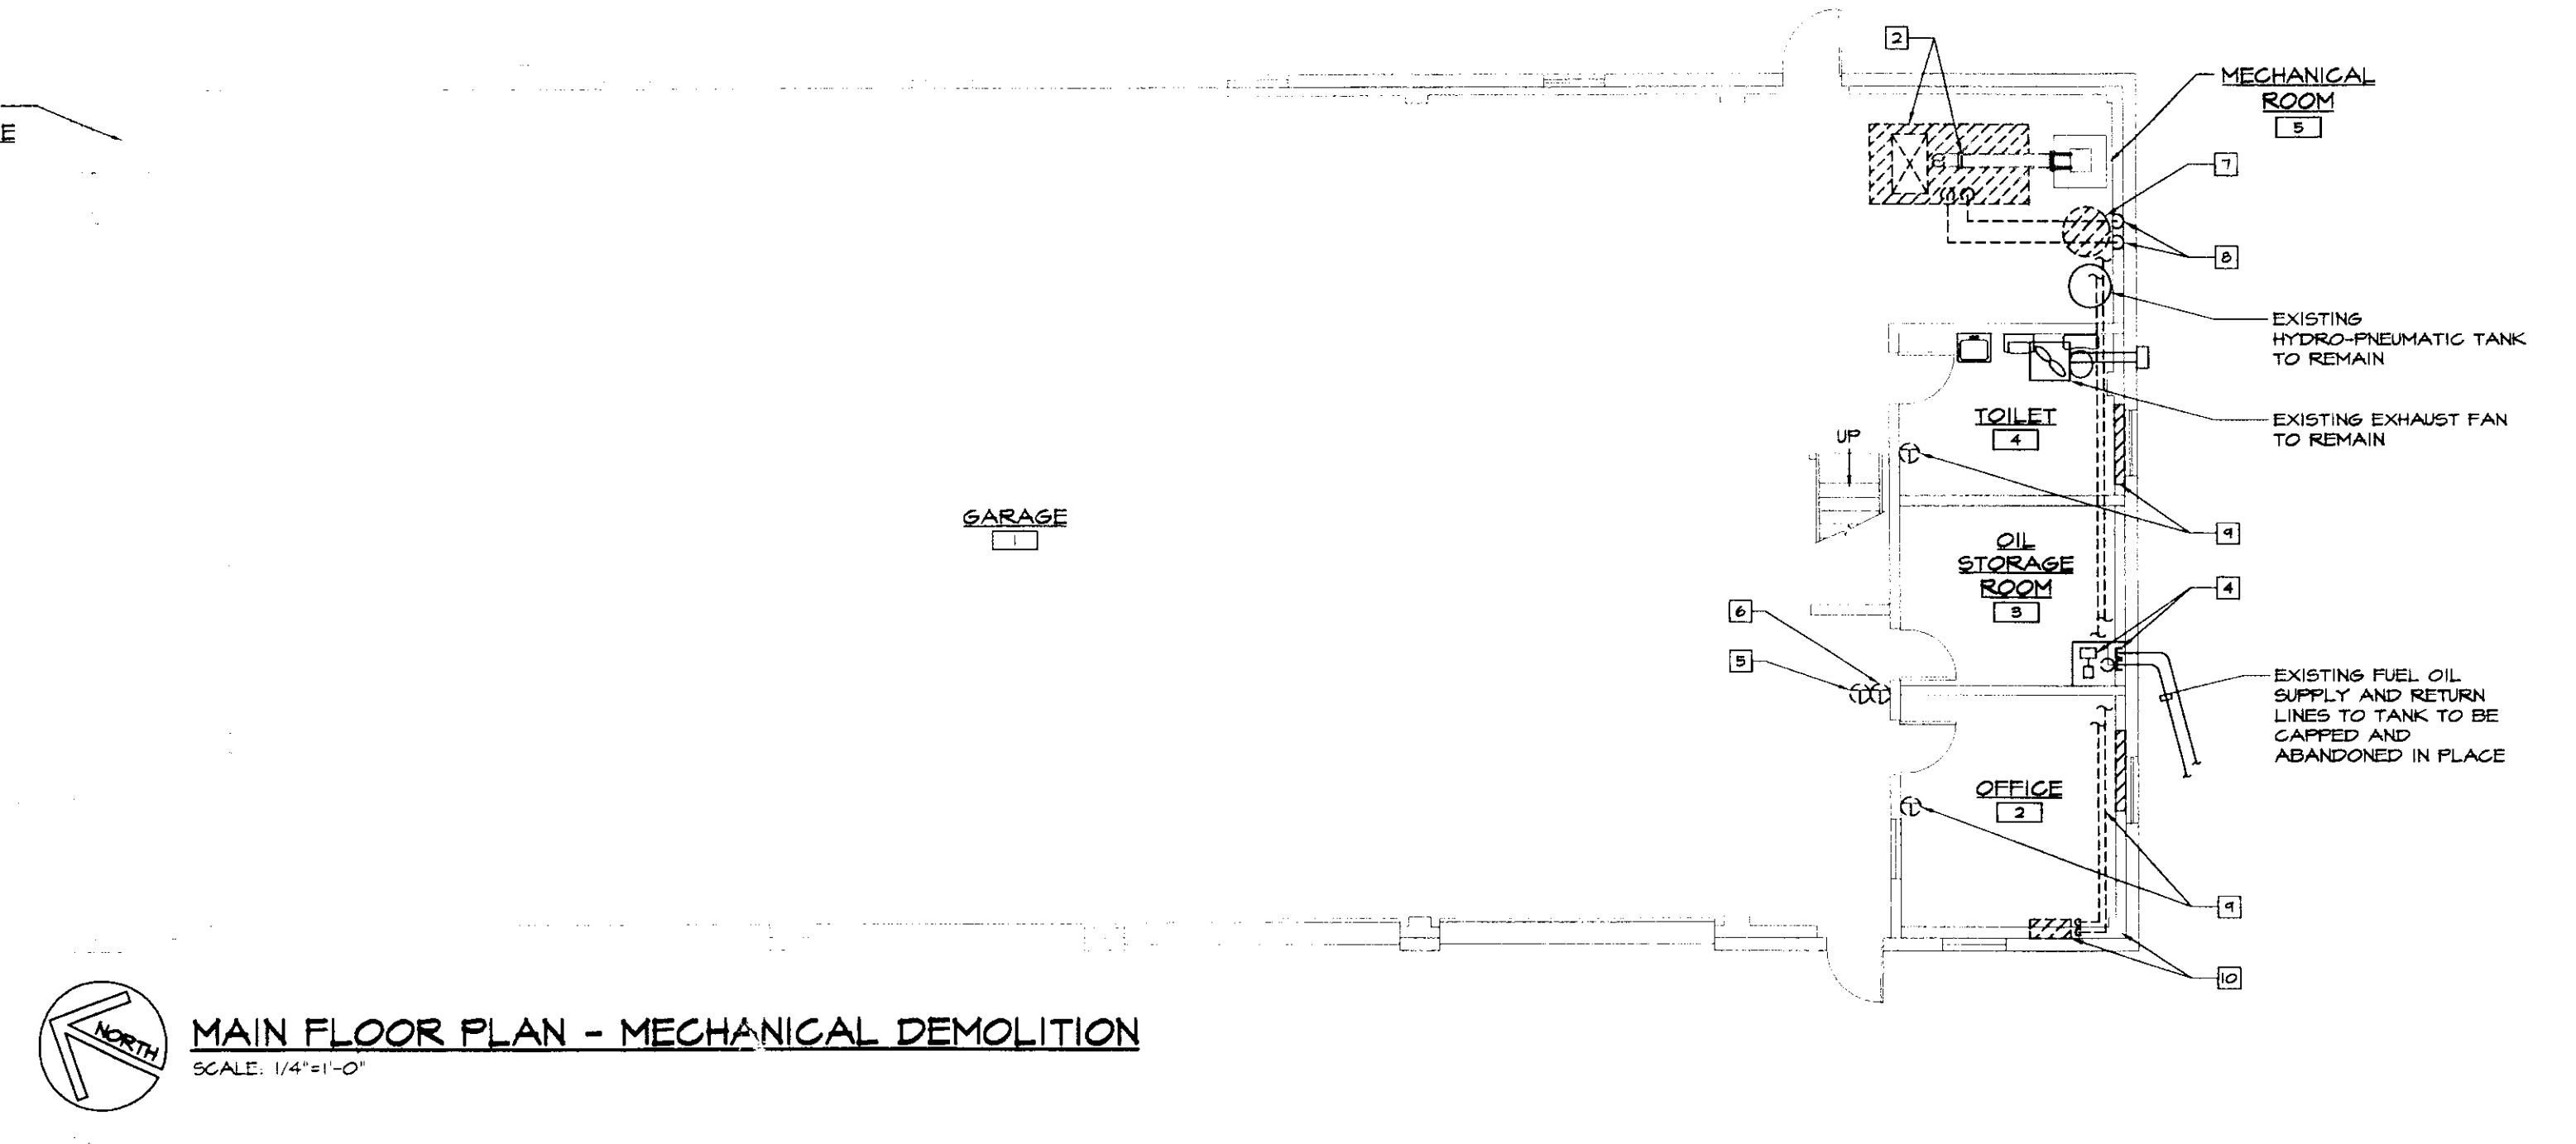 2
MECHANICAL
ROOM
5
E
7
8
EXISTING
HYDRO-PNEUMATIC TANK
TO REMAIN
TOILET
4
EXISTING EXHAUST FAN
TO REMAIN
UP
GARAGE
1
9
OIL
STORAGE
ROOM
3
4
6
5
EXISTING FUEL OIL
SUPPLY AND RETURN
LINES TO TANK TO BE
CAPPED AND
ABANDONED IN PLACE
OFFICE
2
9
10
NORTH
MAIN FLOOR PLAN - MECHANICAL DEMOLITION
SCALE: 1/4"=1'-0"